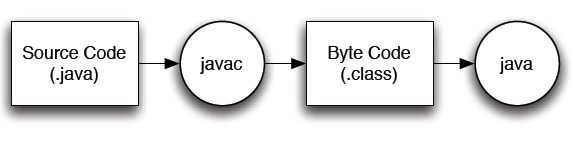 Source Code
(.java)
javac
Byte Code
(.class)
java